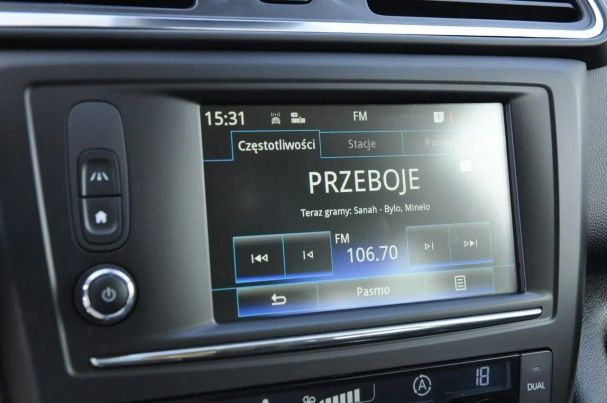 15:31 FM
Częstotliwości Stacje
PRZEBOJE
Teraz gramy: Sanah - Bylo, Minelo
FM
106.70
Pasmo
18
DUAL